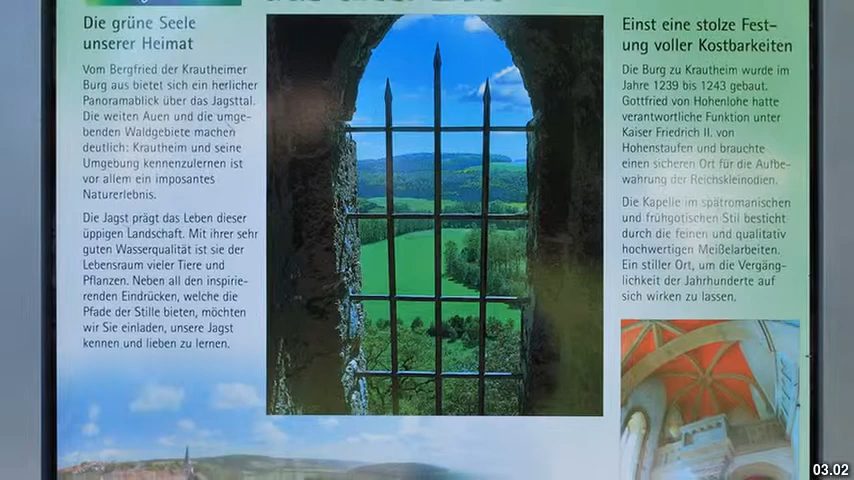 Die grüne Seele
unserer Heimat
Vom Bergfried der Krautheimer
Burg aus bietet sich ein herlicher
Panoramablick über das Jagsttal.
Die weiten Auen und die umge-
benden Waldgebiete machen
deutlich: Krautheim und seine
Umgebung kennenzulernen ist
vor allem ein imposantes
Naturerlebnis.
Die Jagst prägt das Leben dieser
üppigen Landschaft. Mit ihrer sehr
guten Wasserqualität ist sie der
Lebensraum vieler Tiere und
Pflanzen. Neben all den inspirie-
renden Eindrücken, welche die
Pfade der Stille bieten, möchten
wir Sie einladen, unsere Jagst
kennen und lieben zu lernen.
Einst eine stolze Fest-
ung voller Kostbarkeiten
Die Burg zu Krautheim wurde im
Jahre 1239 bis 1243 gebaut.
Gottfried von Hohenlohe hatte
verantwortliche Funktion unter
Kaiser Friedrich II. von
Hohenstaufen und brauchte
einen sicheren Ort für die Aufbe-
wahrung der Reichskleinodien.
Die Kapelle im spätromanischen
und frühgotischen Stil besticht
durch die feinen und qualitativ
hochwertigen Meißelarbeiten.
Ein stiller Ort, um die Vergäng-
lichkeit der Jahrhunderte auf
sich wirken zu lassen.
03.02